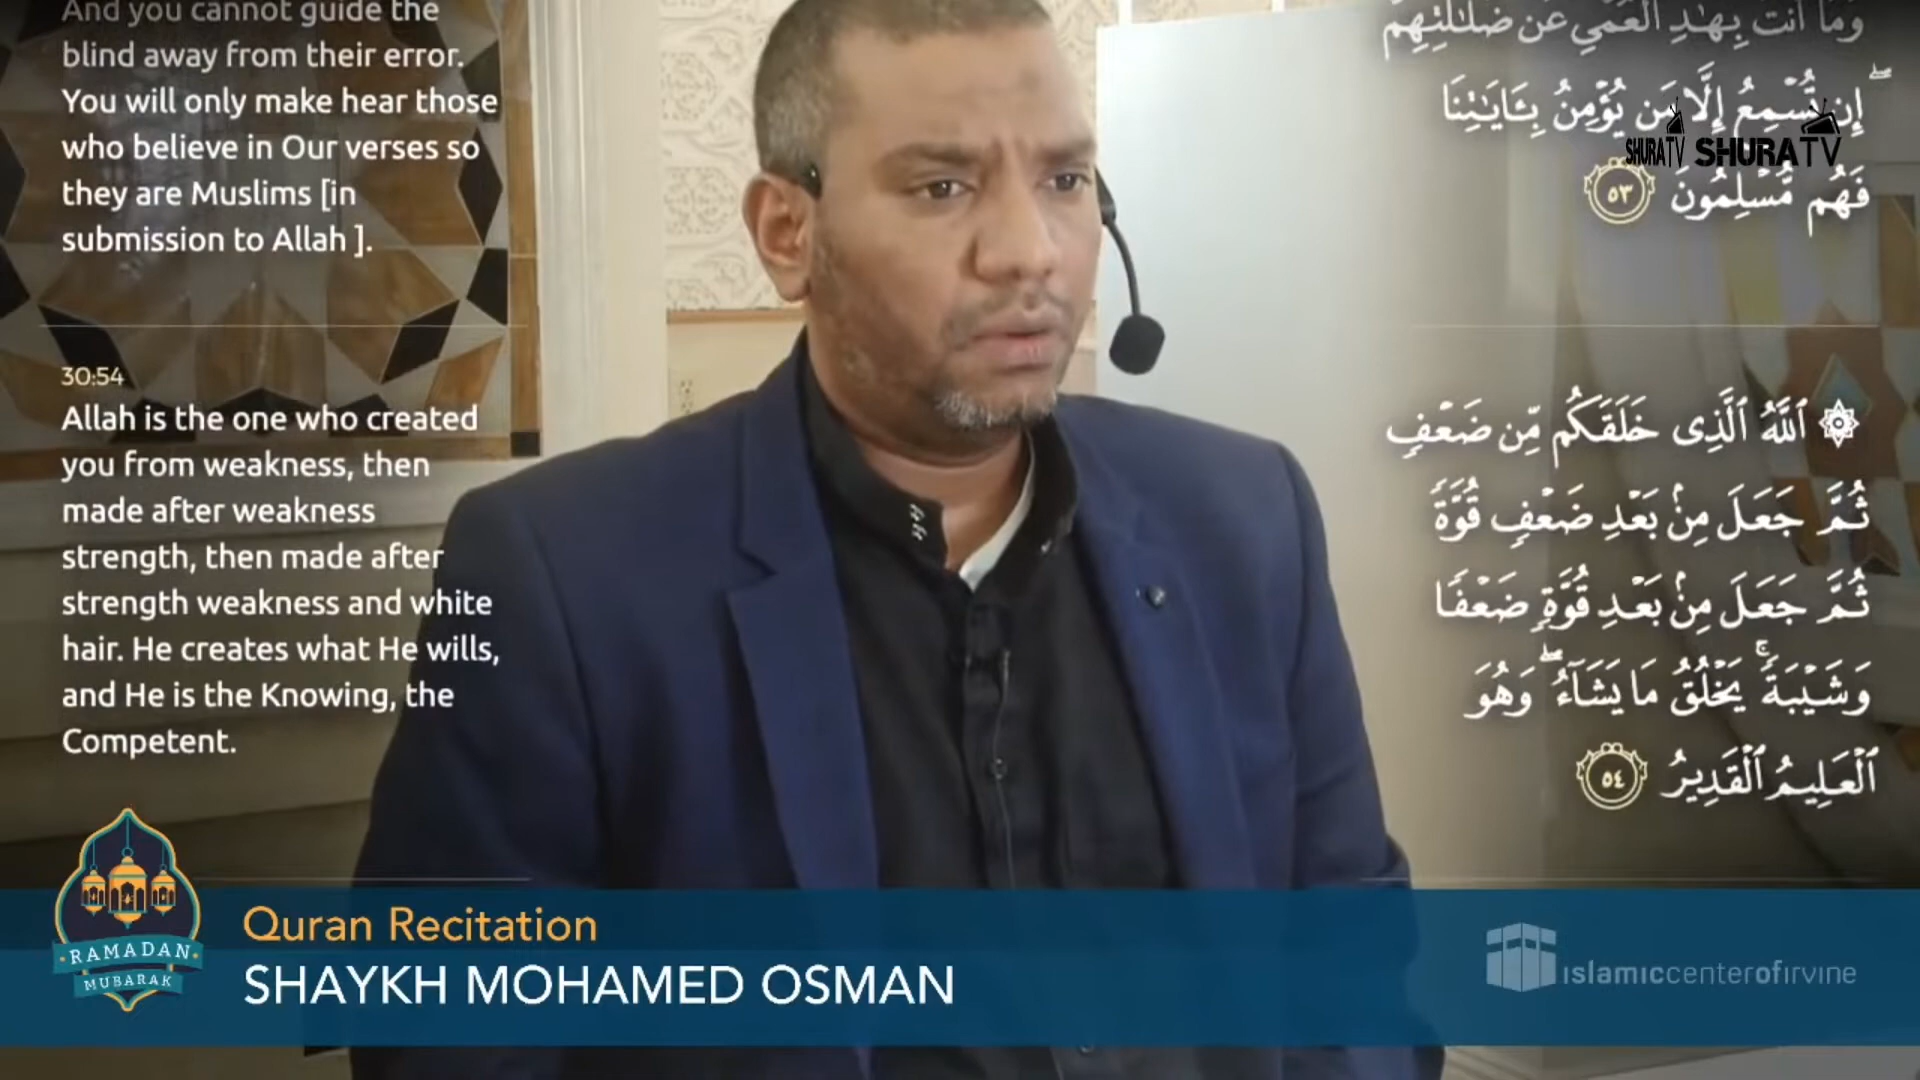 And you cannot guide the
blind away from their error.
You will only make hear those
who believe in Our verses so
they are Muslims [in
submission to Allah ].
وَمَآ أَنتَ بِهَٰدِ ٱلْعُمْىِ عَن ضَلَٰلَتِهِمْ
ۖ إِن تُسْمِعُ إِلَّا مَن يُؤْمِنُ بِـَٔايَٰتِنَا
فَهُم مُّسْلِمُونَ ٥٣
SHURA TV SHURA TV
30:54
Allah is the one who created
you from weakness, then
made after weakness
strength, then made after
strength weakness and white
hair. He creates what He wills,
and He is the Knowing, the
Competent.
۞ ٱللَّهُ ٱلَّذِى خَلَقَكُم مِّن ضَعْفٍ
ثُمَّ جَعَلَ مِنۢ بَعْدِ ضَعْفٍ قُوَّةً
ثُمَّ جَعَلَ مِنۢ بَعْدِ قُوَّةٍ ضَعْفًا
وَشَيْبَةً ۚ يَخْلُقُ مَا يَشَآءُ ۖ وَهُوَ
ٱلْعَلِيمُ ٱلْقَدِيرُ ٥٤
RAMADAN
MUBARAK
Quran Recitation
SHAYKH MOHAMED OSMAN
islamiccenterofirvine